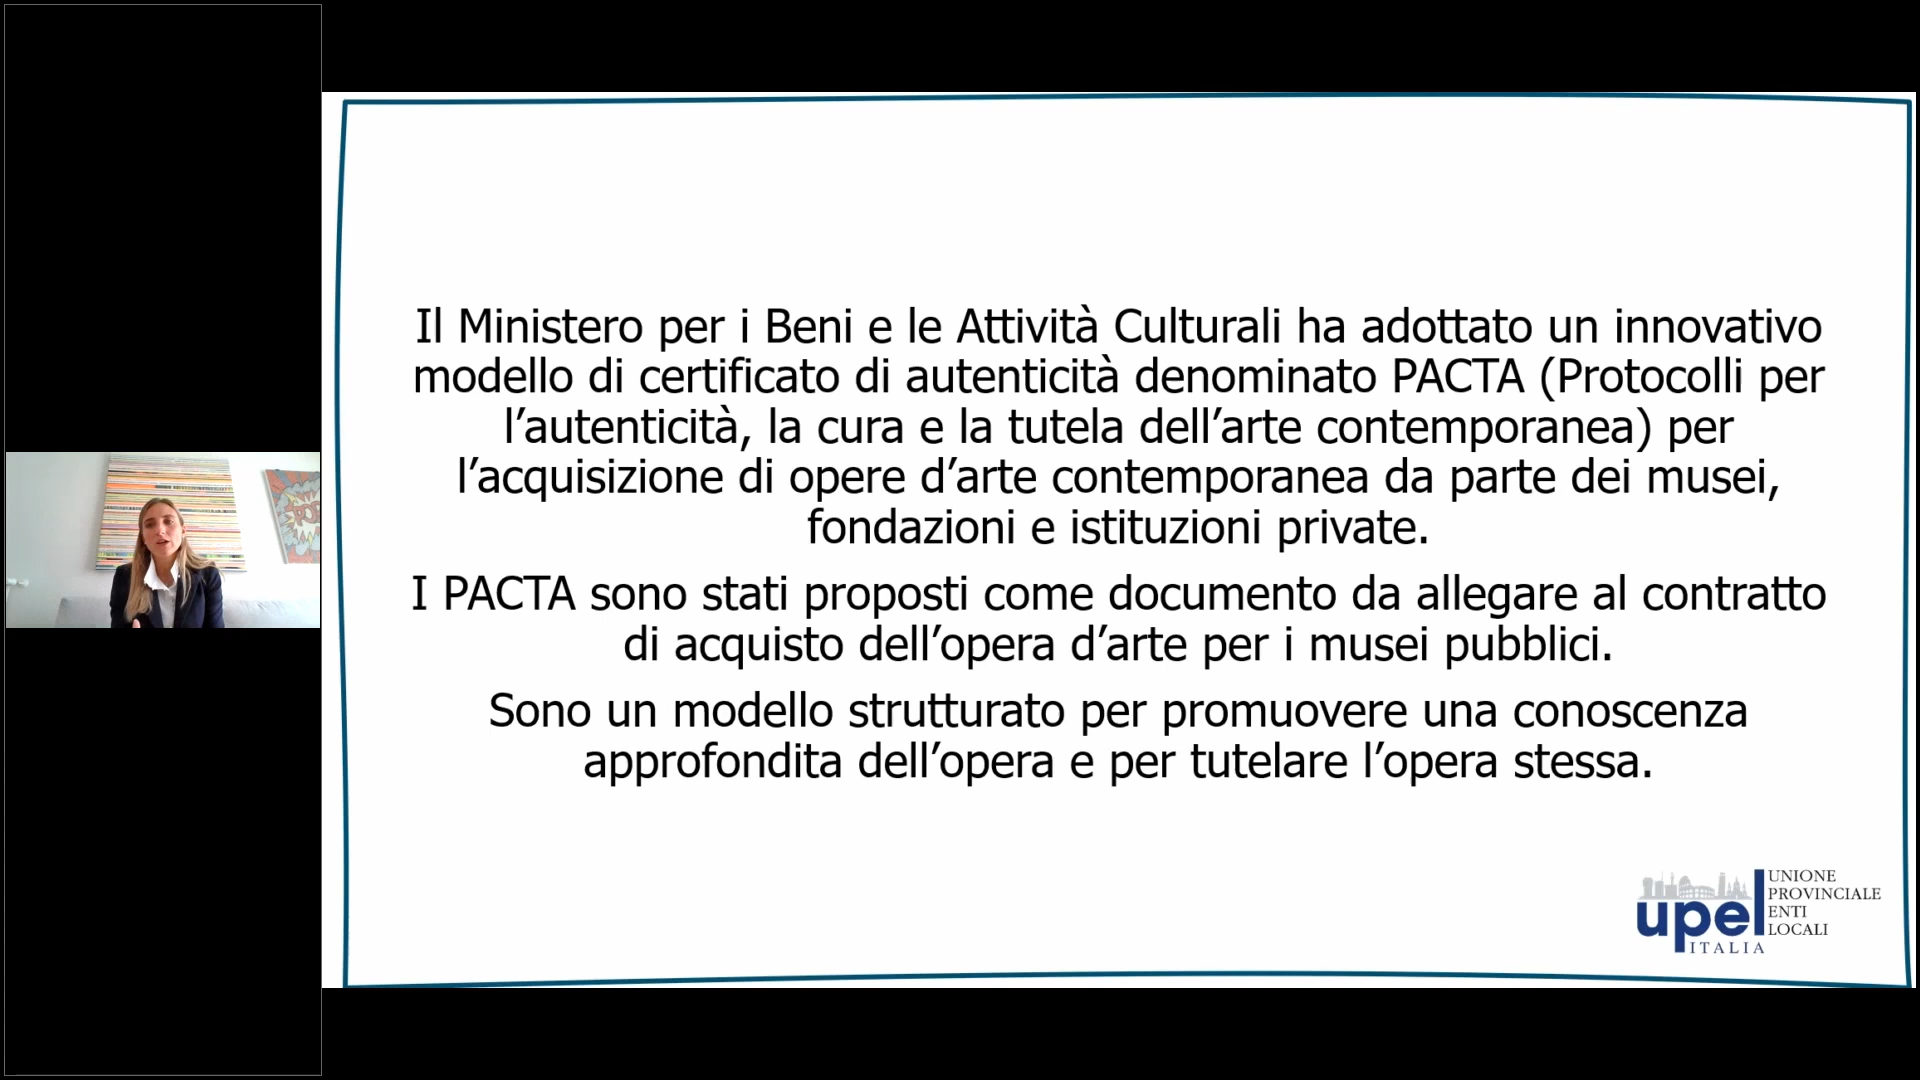 Il Ministero per i Beni e le Attività Culturali ha adottato un innovativo
modello di certificato di autenticità denominato PACTA (Protocolli per
l’autenticità, la cura e la tutela dell’arte contemporanea) per
l’acquisizione di opere d’arte contemporanea da parte dei musei,
fondazioni e istituzioni private.
I PACTA sono stati proposti come documento da allegare al contratto
di acquisto dell’opera d’arte per i musei pubblici.
Sono un modello strutturato per promuovere una conoscenza
approfondita dell’opera e per tutelare l’opera stessa.
upel
ITALIA
UNIONE
PROVINCIALE
ENTI
LOCALI